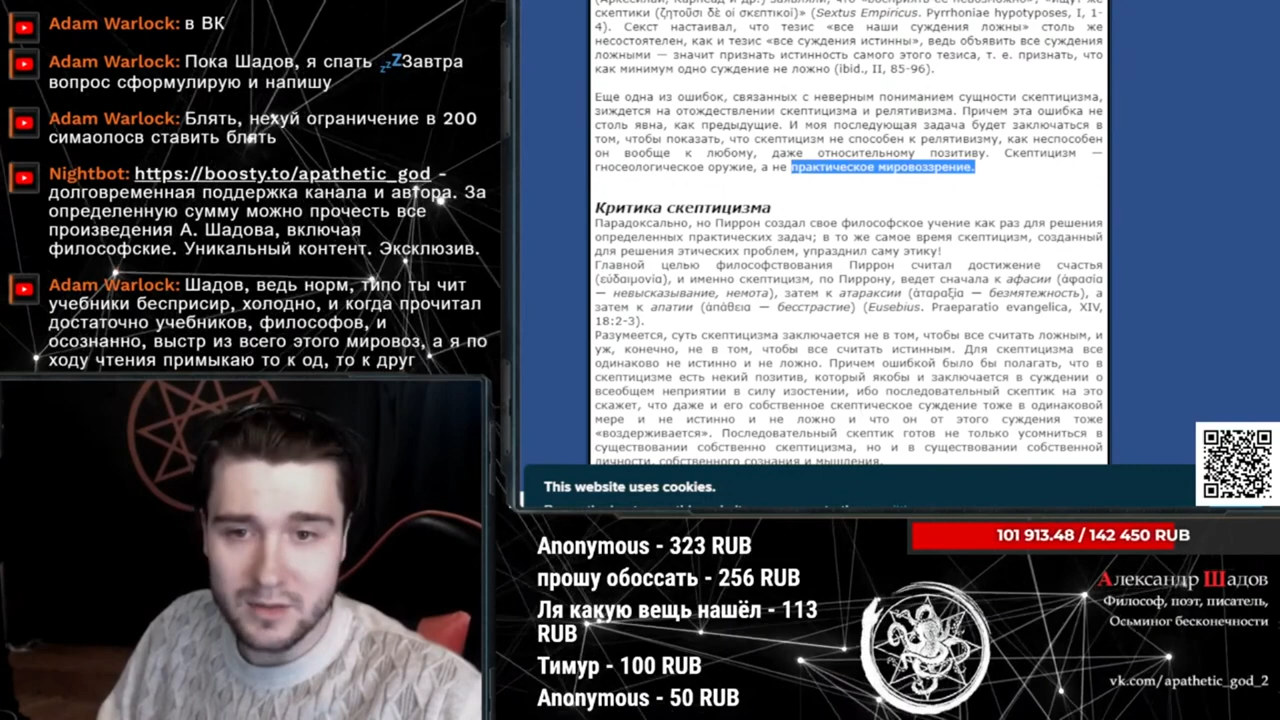 Adam Warlock: в ВК
Adam Warlock: Пока Шадов, я спать 💤Завтра
вопрос сформулирую и напишу
Adam Warlock: Блять, нехуй ограничение в 200
симаолосв ставить блять
Nightbot: https://boosty.to/apathetic_god -
долговременная поддержка канала и автора. За
определенную сумму можно прочесть все
произведения А. Шадова, включая
философские. Уникальный контент. Эксклюзив.
Adam Warlock: Шадов, ведь норм, типо ты чит
учебники бесприсир, холодно, и когда прочитал
достаточно учебников, философов, и
осознанно, выстр из всего этого мировоз, а я по
ходу чтения примыкаю то к од, то к друг
(Аркесилай, Карнеад и др.) заявили, что «восприятие невозможно»; «ищут же
скептики (ζητοῦσι δὲ οἱ σκεπτικοί)» (Sextus Empiricus. Pyrrhoniae hypotyposes, I, 1-
4). Секст настаивал, что тезис «все наши суждения ложны» столь же
несостоятелен, как и тезис «все суждения истинны», ведь объявить все суждения
ложными — значит признать истинность самого этого тезиса, т. е. признать, что
как минимум одно суждение не ложно (ibid., II, 85-96).
Еще одна из ошибок, связанных с неверным пониманием сущности скептицизма,
зиждется на отождествлении скептицизма и релятивизма. Причем эта ошибка не
столь явна, как предыдущие. И моя последующая задача будет заключаться в
том, чтобы показать, что скептицизм не способен к релятивизму, как неспособен
он вообще к любому, даже относительному позитиву. Скептицизм —
гносеологическое оружие, а не практическое мировоззрение.
Критика скептицизма
Парадоксально, но Пиррон создал свое философское учение как раз для решения
определенных практических задач; в то же самое время скептицизм, созданный
для решения этических проблем, упразднил саму этику!
Главной целью философствования Пиррон считал достижение счастья
(εὐδαιμονία), и именно скептицизм, по Пиррону, ведет сначала к афасии (ἀφασία
— невысказывание, немота), затем к атараксии (ἀταραξία — безмятежность), а
затем к апатии (ἀπάθεια — бесстрастие) (Eusebius. Praeparatio evangelica, XIV,
18:2-3).
Разумеется, суть скептицизма заключается не в том, чтобы все считать ложным, и
уж, конечно, не в том, чтобы все считать истинным. Для скептицизма все
одинаково не истинно и не ложно. Причем ошибкой было бы полагать, что в
скептицизме есть некий позитив, который якобы и заключается в суждении о
всеобщем неприятии в силу изостении, ибо последовательный скептик на это
скажет, что даже и его собственное скептическое суждение тоже в одинаковой
мере и не истинно и не ложно и что он от этого суждения тоже
«воздерживается». Последовательный скептик готов не только усомниться в
существовании собственно скептицизма, но и в существовании собственной
личности, собственного сознания и мышления.
This website uses cookies.
Anonymous - 323 RUB
прошу обоссать - 256 RUB
Ля какую вещь нашёл - 113
RUB
Тимур - 100 RUB
Anonymous - 50 RUB
101 913.48 / 142 450 RUB
Александр Шадов
Философ, поэт, писатель,
Осьминог бесконечности
vk.com/apathetic_god_2